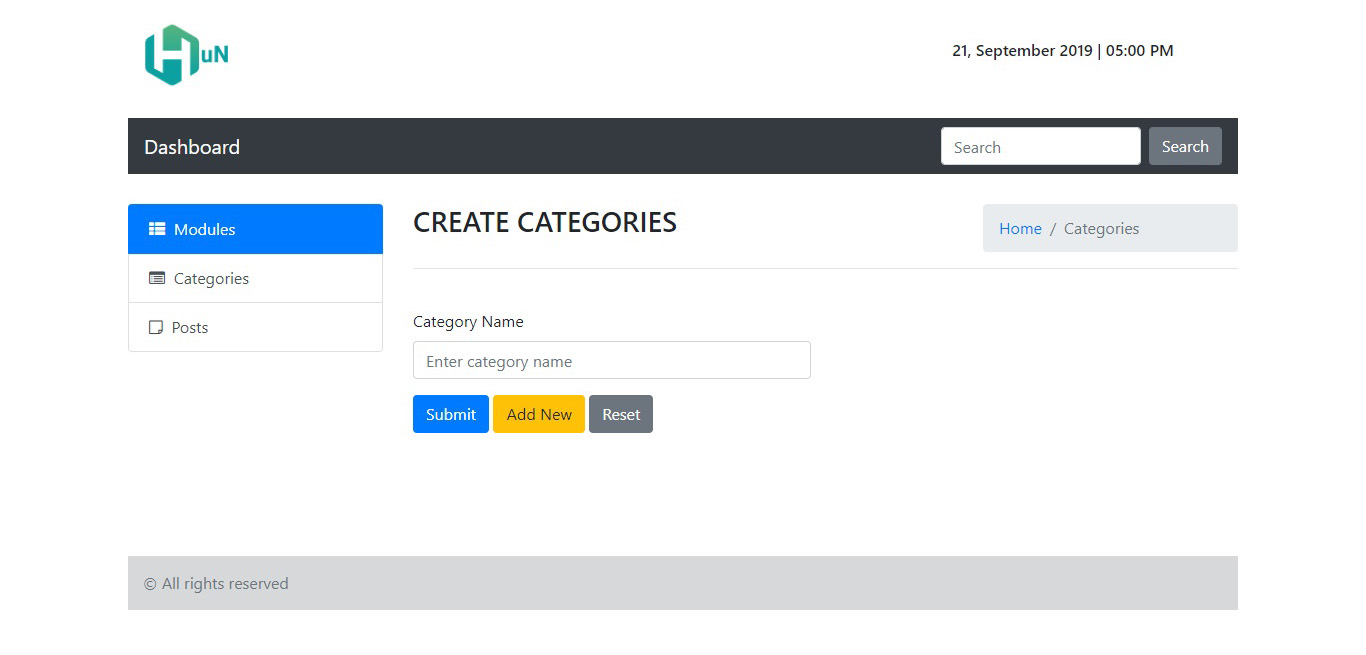 HuN
21, September 2019 | 05:00 PM
Dashboard
Search
Search
Modules
Categories
Posts
CREATE CATEGORIES
Home / Categories
Category Name
Enter category name
Submit
Add New
Reset
© All rights reserved